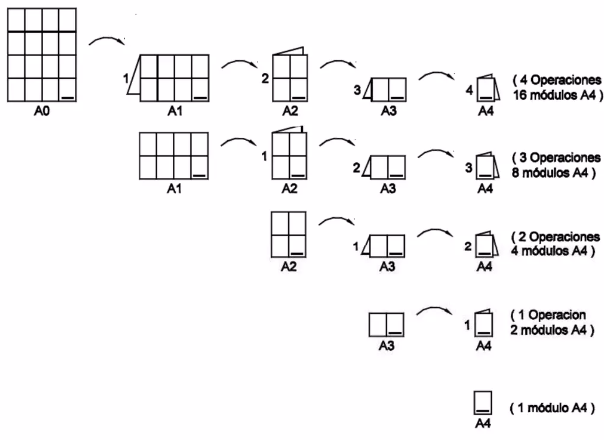 A0
1
A1
2
A2
3
A3
4
A4
( 4 Operaciones
16 módulos A4 )
A1
1
A2
2
A3
3
A4
( 3 Operaciones
8 módulos A4 )
A2
1
A3
2
A4
( 2 Operaciones
4 módulos A4 )
A3
1
A4
( 1 Operacion
2 módulos A4 )
A4
( 1 módulo A4 )